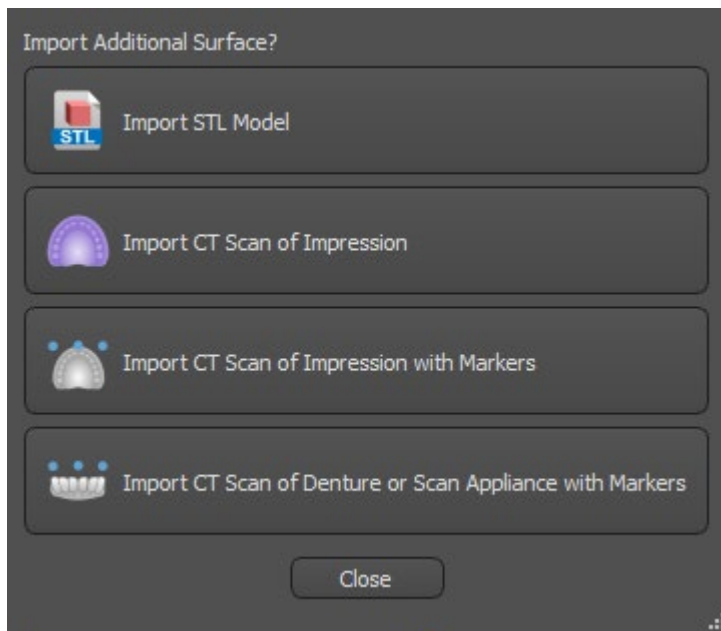 Import Additional Surface?
STL
Import STL Model
Import CT Scan of Impression
Import CT Scan of Impression with Markers
Import CT Scan of Denture or Scan Appliance with Markers
Close